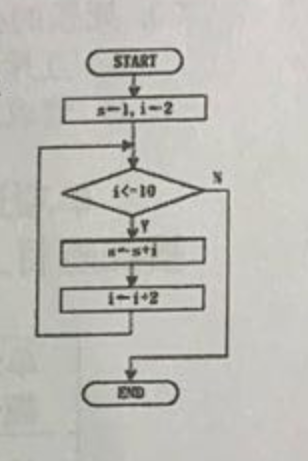 START
s=1, i=2
i<=10
N
Y
s=s+i
i=i+2
END